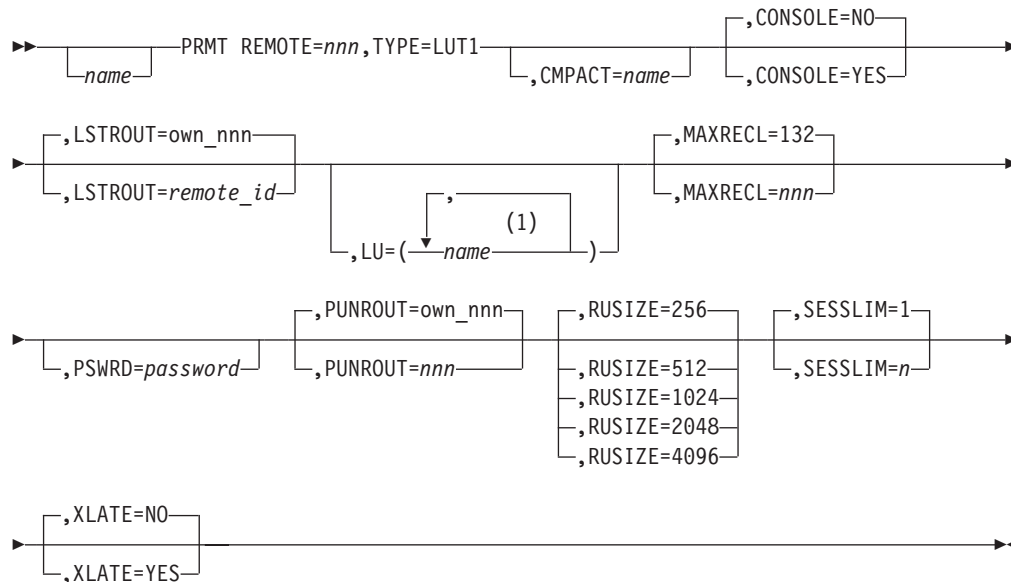 ,CONSOLE=NO
name PRMT REMOTE=nnn,TYPE=LUT1 ,CMPACT=name ,CONSOLE=YES
,LSTROUT=own_nnn ,MAXRECL=132
,LSTROUT=remote_id , ,MAXRECL=nnn
(1)
,LU=( name )
,PUNROUT=own_nnn ,RUSIZE=256 ,SESSLIM=1
,PSWRD=password ,PUNROUT=nnn ,RUSIZE=512 ,SESSLIM=n
,RUSIZE=1024
,RUSIZE=2048
,RUSIZE=4096
,XLATE=NO
,XLATE=YES